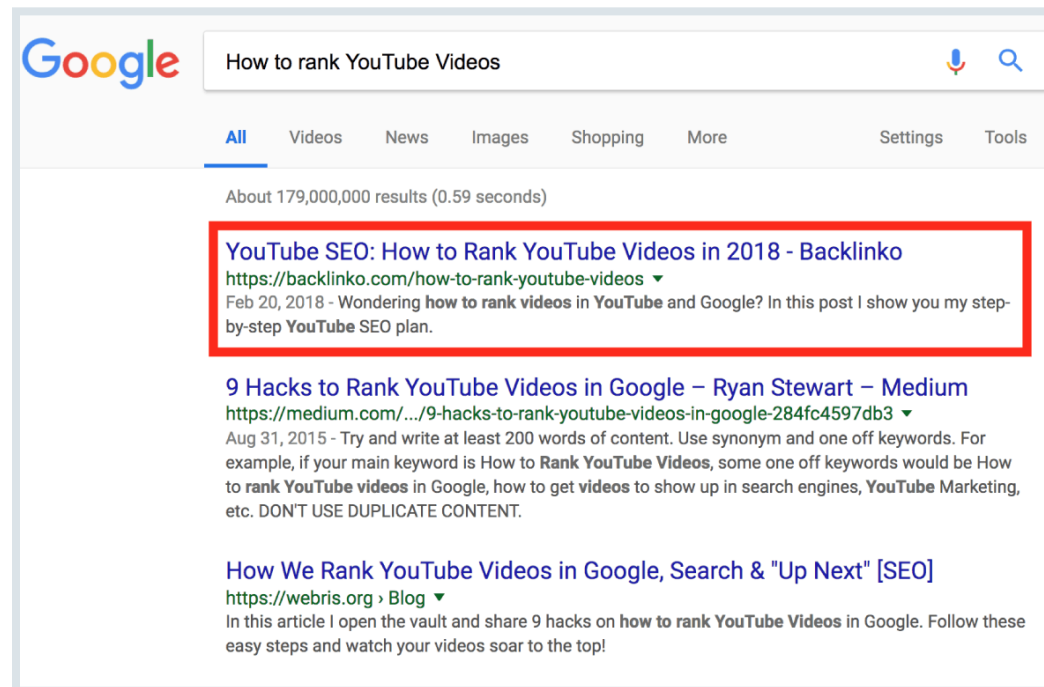 Google
How to rank YouTube Videos
All Videos News Images Shopping More Settings Tools
About 179,000,000 results (0.59 seconds)
YouTube SEO: How to Rank YouTube Videos in 2018 - Backlinko
https://backlinko.com/how-to-rank-youtube-videos
Feb 20, 2018 - Wondering how to rank videos in YouTube and Google? In this post I show you my step-
by-step YouTube SEO plan.
9 Hacks to Rank YouTube Videos in Google – Ryan Stewart – Medium
https://medium.com/.../9-hacks-to-rank-youtube-videos-in-google-284fc4597db3
Aug 31, 2015 - Try and write at least 200 words of content. Use synonym and one off keywords. For
example, if your main keyword is How to Rank YouTube Videos, some one off keywords would be How
to rank YouTube videos in Google, how to get videos to show up in search engines, YouTube Marketing,
etc. DON'T USE DUPLICATE CONTENT.
How We Rank YouTube Videos in Google, Search & "Up Next" [SEO]
https://webris.org › Blog
In this article I open the vault and share 9 hacks on how to rank YouTube Videos in Google. Follow these
easy steps and watch your videos soar to the top!